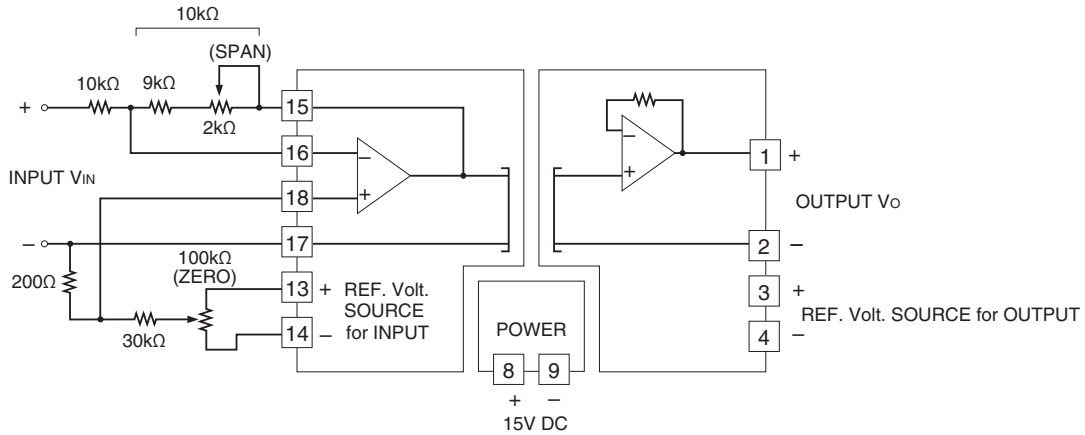 10kΩ
(SPAN)
10kΩ
9kΩ
2kΩ
+
15
16
18
17
−
+
INPUT VIN
−
200Ω
100kΩ
(ZERO)
30kΩ
13
+
14
−
REF. Volt.
SOURCE
for INPUT
−
+
1
+
OUTPUT VO
2
−
3
+
REF. Volt. SOURCE for OUTPUT
4
−
POWER
8
9
+
−
15V DC